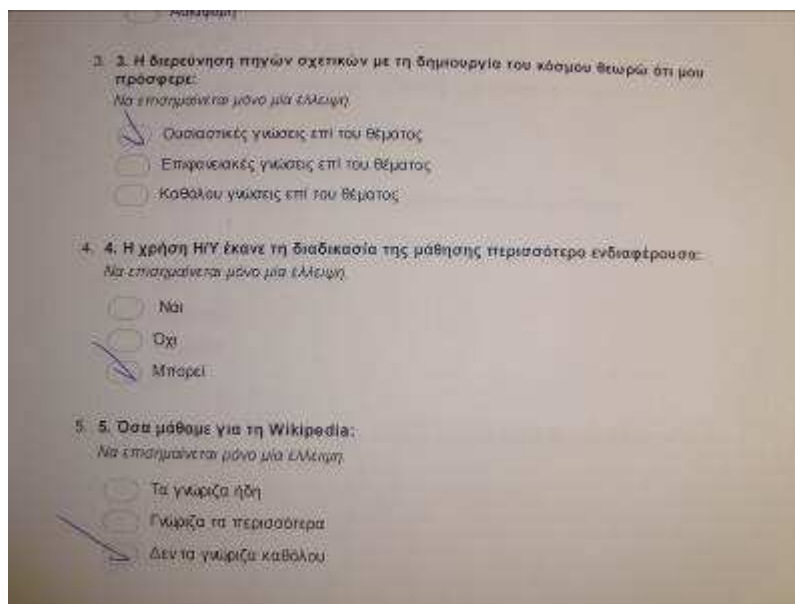 3. 3. Η διερεύνηση πηγών σχετικών με τη δημιουργία του κόσμου θεωρώ ότι μου
πρόσφερε:
Να επισημαίνεται μόνο μία έλλειψη.
Ουσιαστικές γνώσεις επί του θέματος
Επιφανειακές γνώσεις επί του θέματος
Καθόλου γνώσεις επί του θέματος
4. 4. Η χρήση Η/Υ έκανε τη διαδικασία της μάθησης περισσότερο ενδιαφέρουσα:
Να επισημαίνεται μόνο μία έλλειψη.
Ναι
Όχι
Μπορεί
5. 5. Όσα μάθαμε για τη Wikipedia:
Να επισημαίνεται μόνο μία έλλειψη.
Τα γνώριζα ήδη
Γνώριζα τα περισσότερα
Δεν τα γνώριζα καθόλου